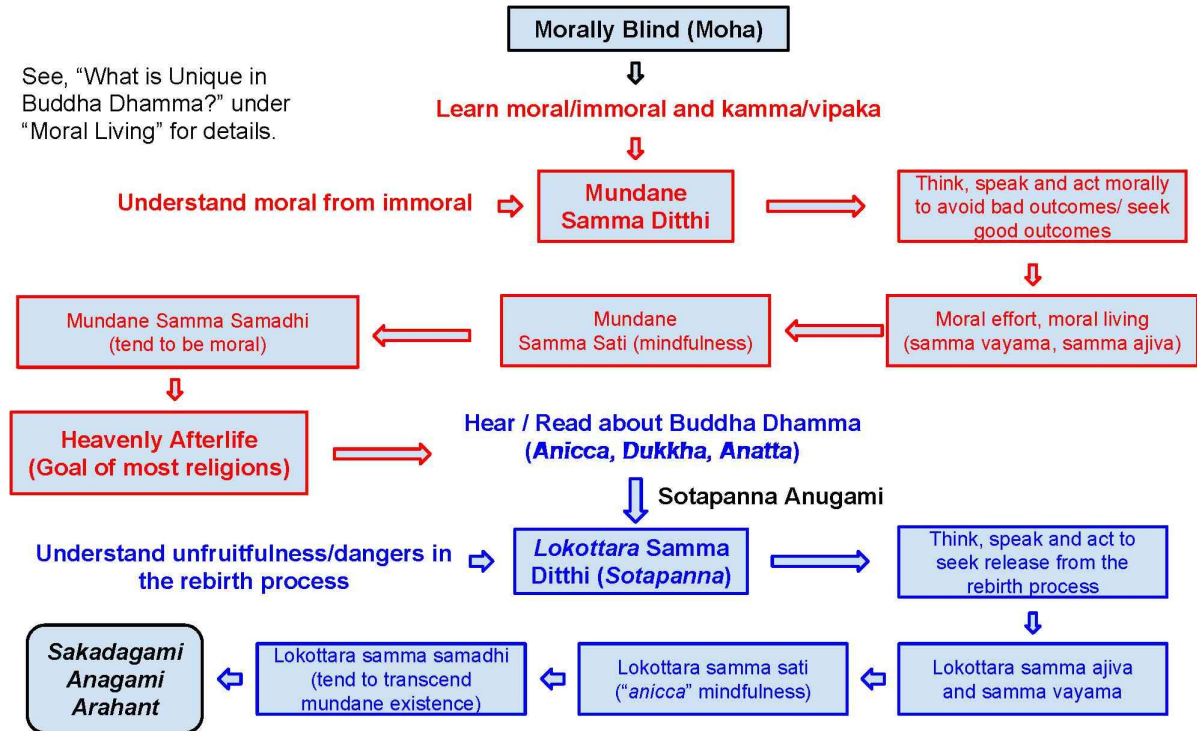 Morally Blind (Moha)
See, “What is Unique in
Buddha Dhamma?” under
“Moral Living” for details.
Learn moral/immoral and kamma/vipaka
Understand moral from immoral
Mundane
Samma Ditthi
Think, speak and act morally
to avoid bad outcomes/ seek
good outcomes
Moral effort, moral living
(samma vayama, samma ajiva)
Mundane
Samma Sati (mindfulness)
Mundane Samma Samadhi
(tend to be moral)
Heavenly Afterlife
(Goal of most religions)
Hear / Read about Buddha Dhamma
(Anicca, Dukkha, Anatta)
Sotapanna Anugami
Understand unfruitfulness/dangers in
the rebirth process
Lokottara Samma
Ditthi (Sotapanna)
Think, speak and act to
seek release from the
rebirth process
Lokottara samma ajiva
and samma vayama
Lokottara samma sati
(“anicca” mindfulness)
Lokottara samma samadhi
(tend to transcend
mundane existence)
Sakadagami
Anagami
Arahant